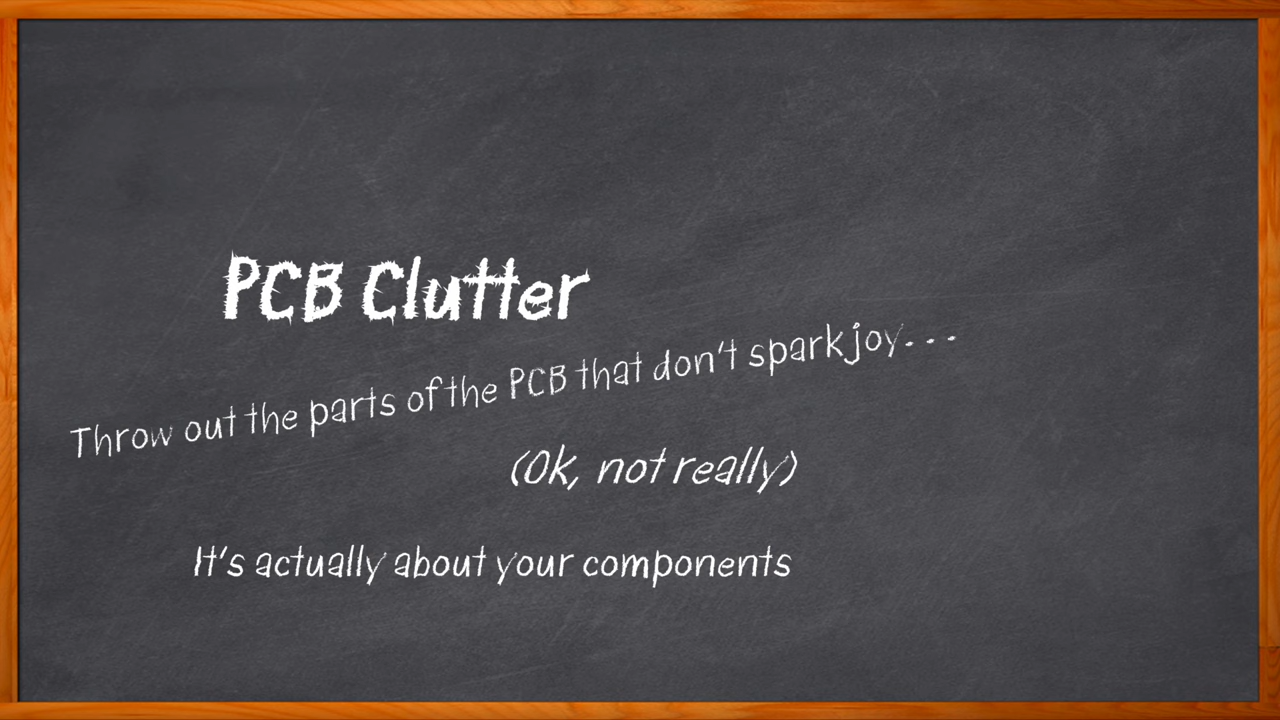 PCB Clutter
Throw out the parts of the PCB that don't spark joy...
(Ok, not really)
It's actually about your components